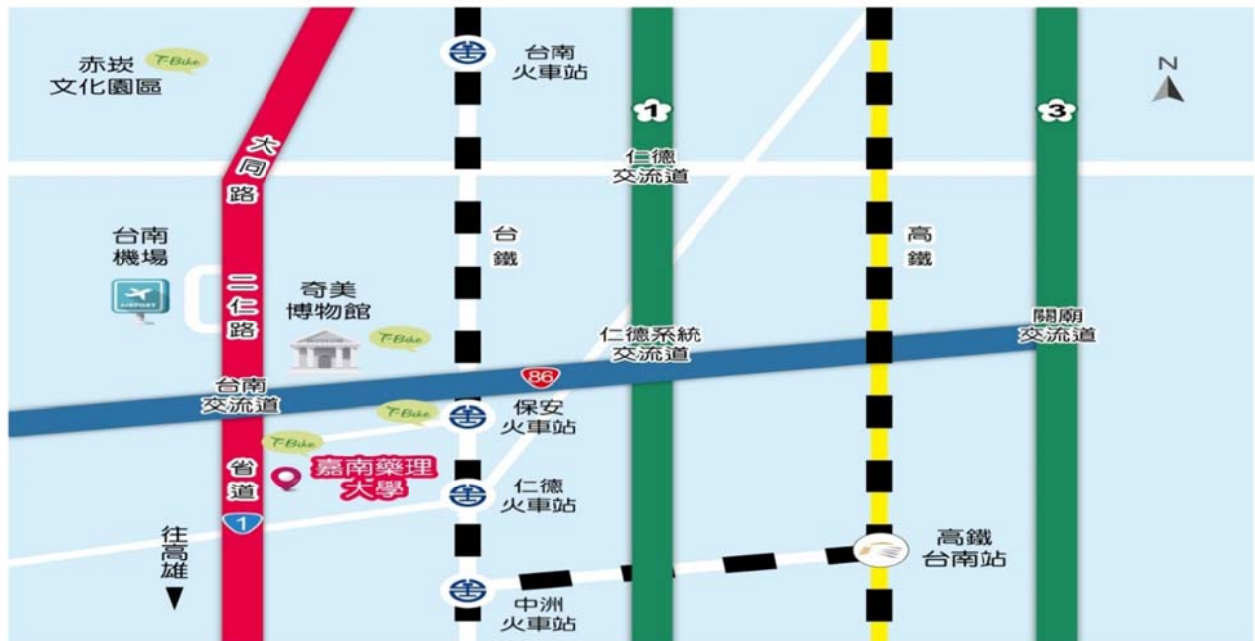 赤崁
文化園區
T-Bike
台南
火車站
N
1
3
大同路
仁德
交流道
台南
機場
AIRPORT
二仁路
台鐵
高鐵
奇美
博物館
MUSEUM
T-Bike
仁德系統
交流道
關廟
交流道
台南
交流道
86
T-Bike
保安
火車站
T-Bike
省道
1
嘉南藥理
大學
仁德
火車站
往高雄
高鐵
台南站
中洲
火車站